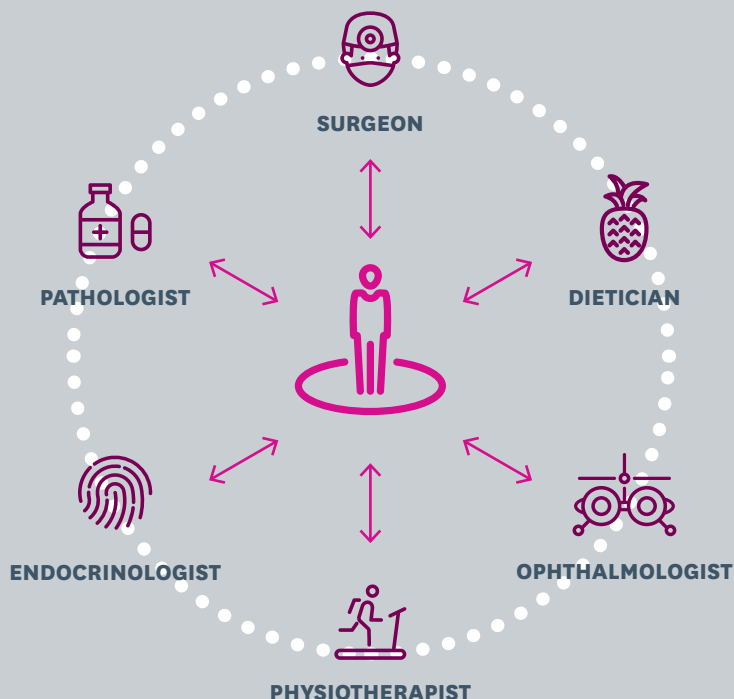 SURGEON
PATHOLOGIST
DIETICIAN
ENDOCRINOLOGIST
OPHTHALMOLOGIST
PHYSIOTHERAPIST